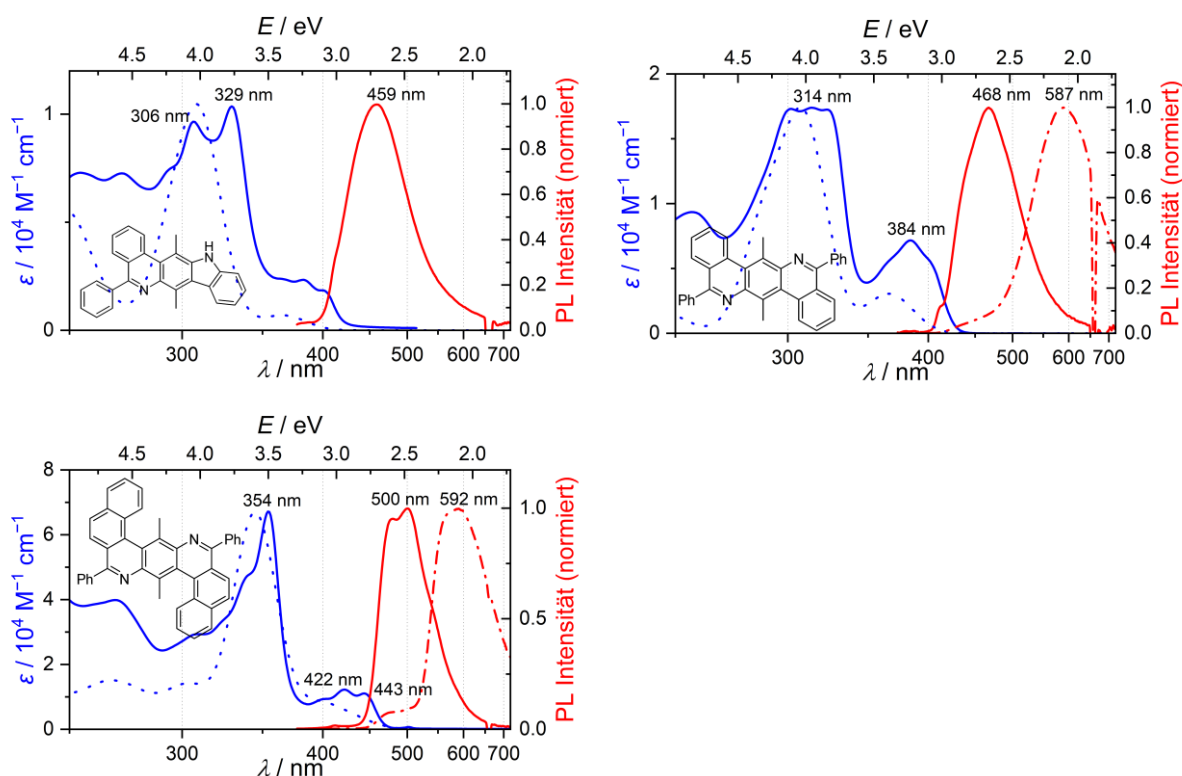 E / eV
4.5 4.0 3.5 3.0 2.5 2.0
306 nm 329 nm 459 nm
ε / 10⁴ M⁻¹ cm⁻¹
1
0
H
N
N
PL Intensität (normiert)
1.0
0.8
0.6
0.4
0.2
0.0
300 400 500 600 700
λ / nm
E / eV
4.5 4.0 3.5 3.0 2.5 2.0
314 nm 468 nm 587 nm
384 nm
ε / 10⁴ M⁻¹ cm⁻¹
2
1
0
N Ph
Ph N
PL Intensität (normiert)
1.0
0.8
0.6
0.4
0.2
0.0
300 400 500 600 700
λ / nm
E / eV
4.5 4.0 3.5 3.0 2.5 2.0
354 nm 500 nm 592 nm
422 nm 443 nm
ε / 10⁴ M⁻¹ cm⁻¹
8
6
4
2
0
N Ph
Ph N
PL Intensität (normiert)
1.0
0.5
0.0
300 400 500 600 700
λ / nm